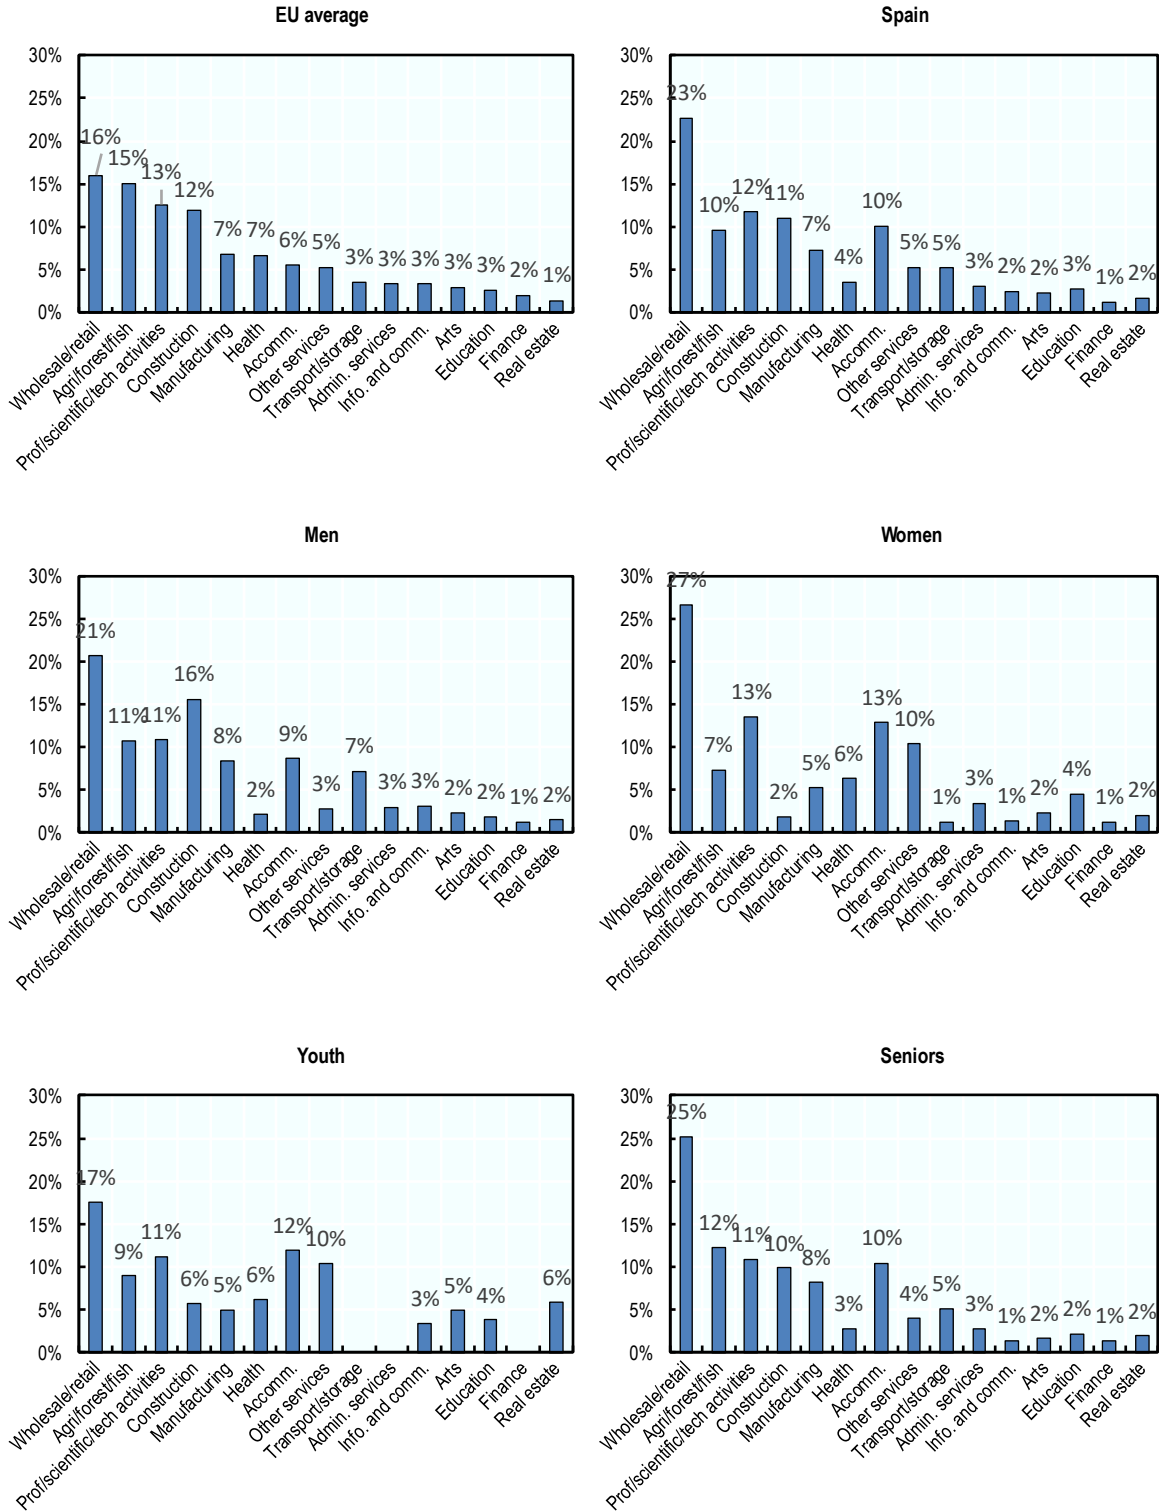 EU average
30%
25%
20%
15%
10%
5%
0%
16%
15%
13%
12%
7%
7%
6%
5%
3%
3%
3%
3%
3%
2%
1%
Wholesale/retail
Agri/forest/fish
Prof/scientific/tech activities
Construction
Manufacturing
Health
Accomm.
Other services
Transport/storage
Admin. services
Info. and comm.
Arts
Education
Finance
Real estate
Spain
30%
25%
20%
15%
10%
5%
0%
23%
10%
12%
11%
7%
4%
10%
5%
5%
3%
2%
2%
3%
1%
2%
Wholesale/retail
Agri/forest/fish
Prof/scientific/tech activities
Construction
Manufacturing
Health
Accomm.
Other services
Transport/storage
Admin. services
Info. and comm.
Arts
Education
Finance
Real estate
Men
30%
25%
20%
15%
10%
5%
0%
21%
11%
11%
16%
8%
2%
9%
3%
7%
3%
3%
2%
2%
1%
2%
Wholesale/retail
Agri/forest/fish
Prof/scientific/tech activities
Construction
Manufacturing
Health
Accomm.
Other services
Transport/storage
Admin. services
Info. and comm.
Arts
Education
Finance
Real estate
Women
30%
25%
20%
15%
10%
5%
0%
27%
7%
13%
2%
5%
6%
13%
10%
1%
3%
1%
2%
4%
1%
2%
Wholesale/retail
Agri/forest/fish
Prof/scientific/tech activities
Construction
Manufacturing
Health
Accomm.
Other services
Transport/storage
Admin. services
Info. and comm.
Arts
Education
Finance
Real estate
Youth
30%
25%
20%
15%
10%
5%
0%
17%
9%
11%
6%
5%
6%
12%
10%
3%
5%
4%
6%
Wholesale/retail
Agri/forest/fish
Prof/scientific/tech activities
Construction
Manufacturing
Health
Accomm.
Other services
Transport/storage
Admin. services
Info. and comm.
Arts
Education
Finance
Real estate
Seniors
30%
25%
20%
15%
10%
5%
0%
25%
12%
11%
10%
8%
3%
10%
4%
5%
3%
1%
2%
2%
1%
2%
Wholesale/retail
Agri/forest/fish
Prof/scientific/tech activities
Construction
Manufacturing
Health
Accomm.
Other services
Transport/storage
Admin. services
Info. and comm.
Arts
Education
Finance
Real estate